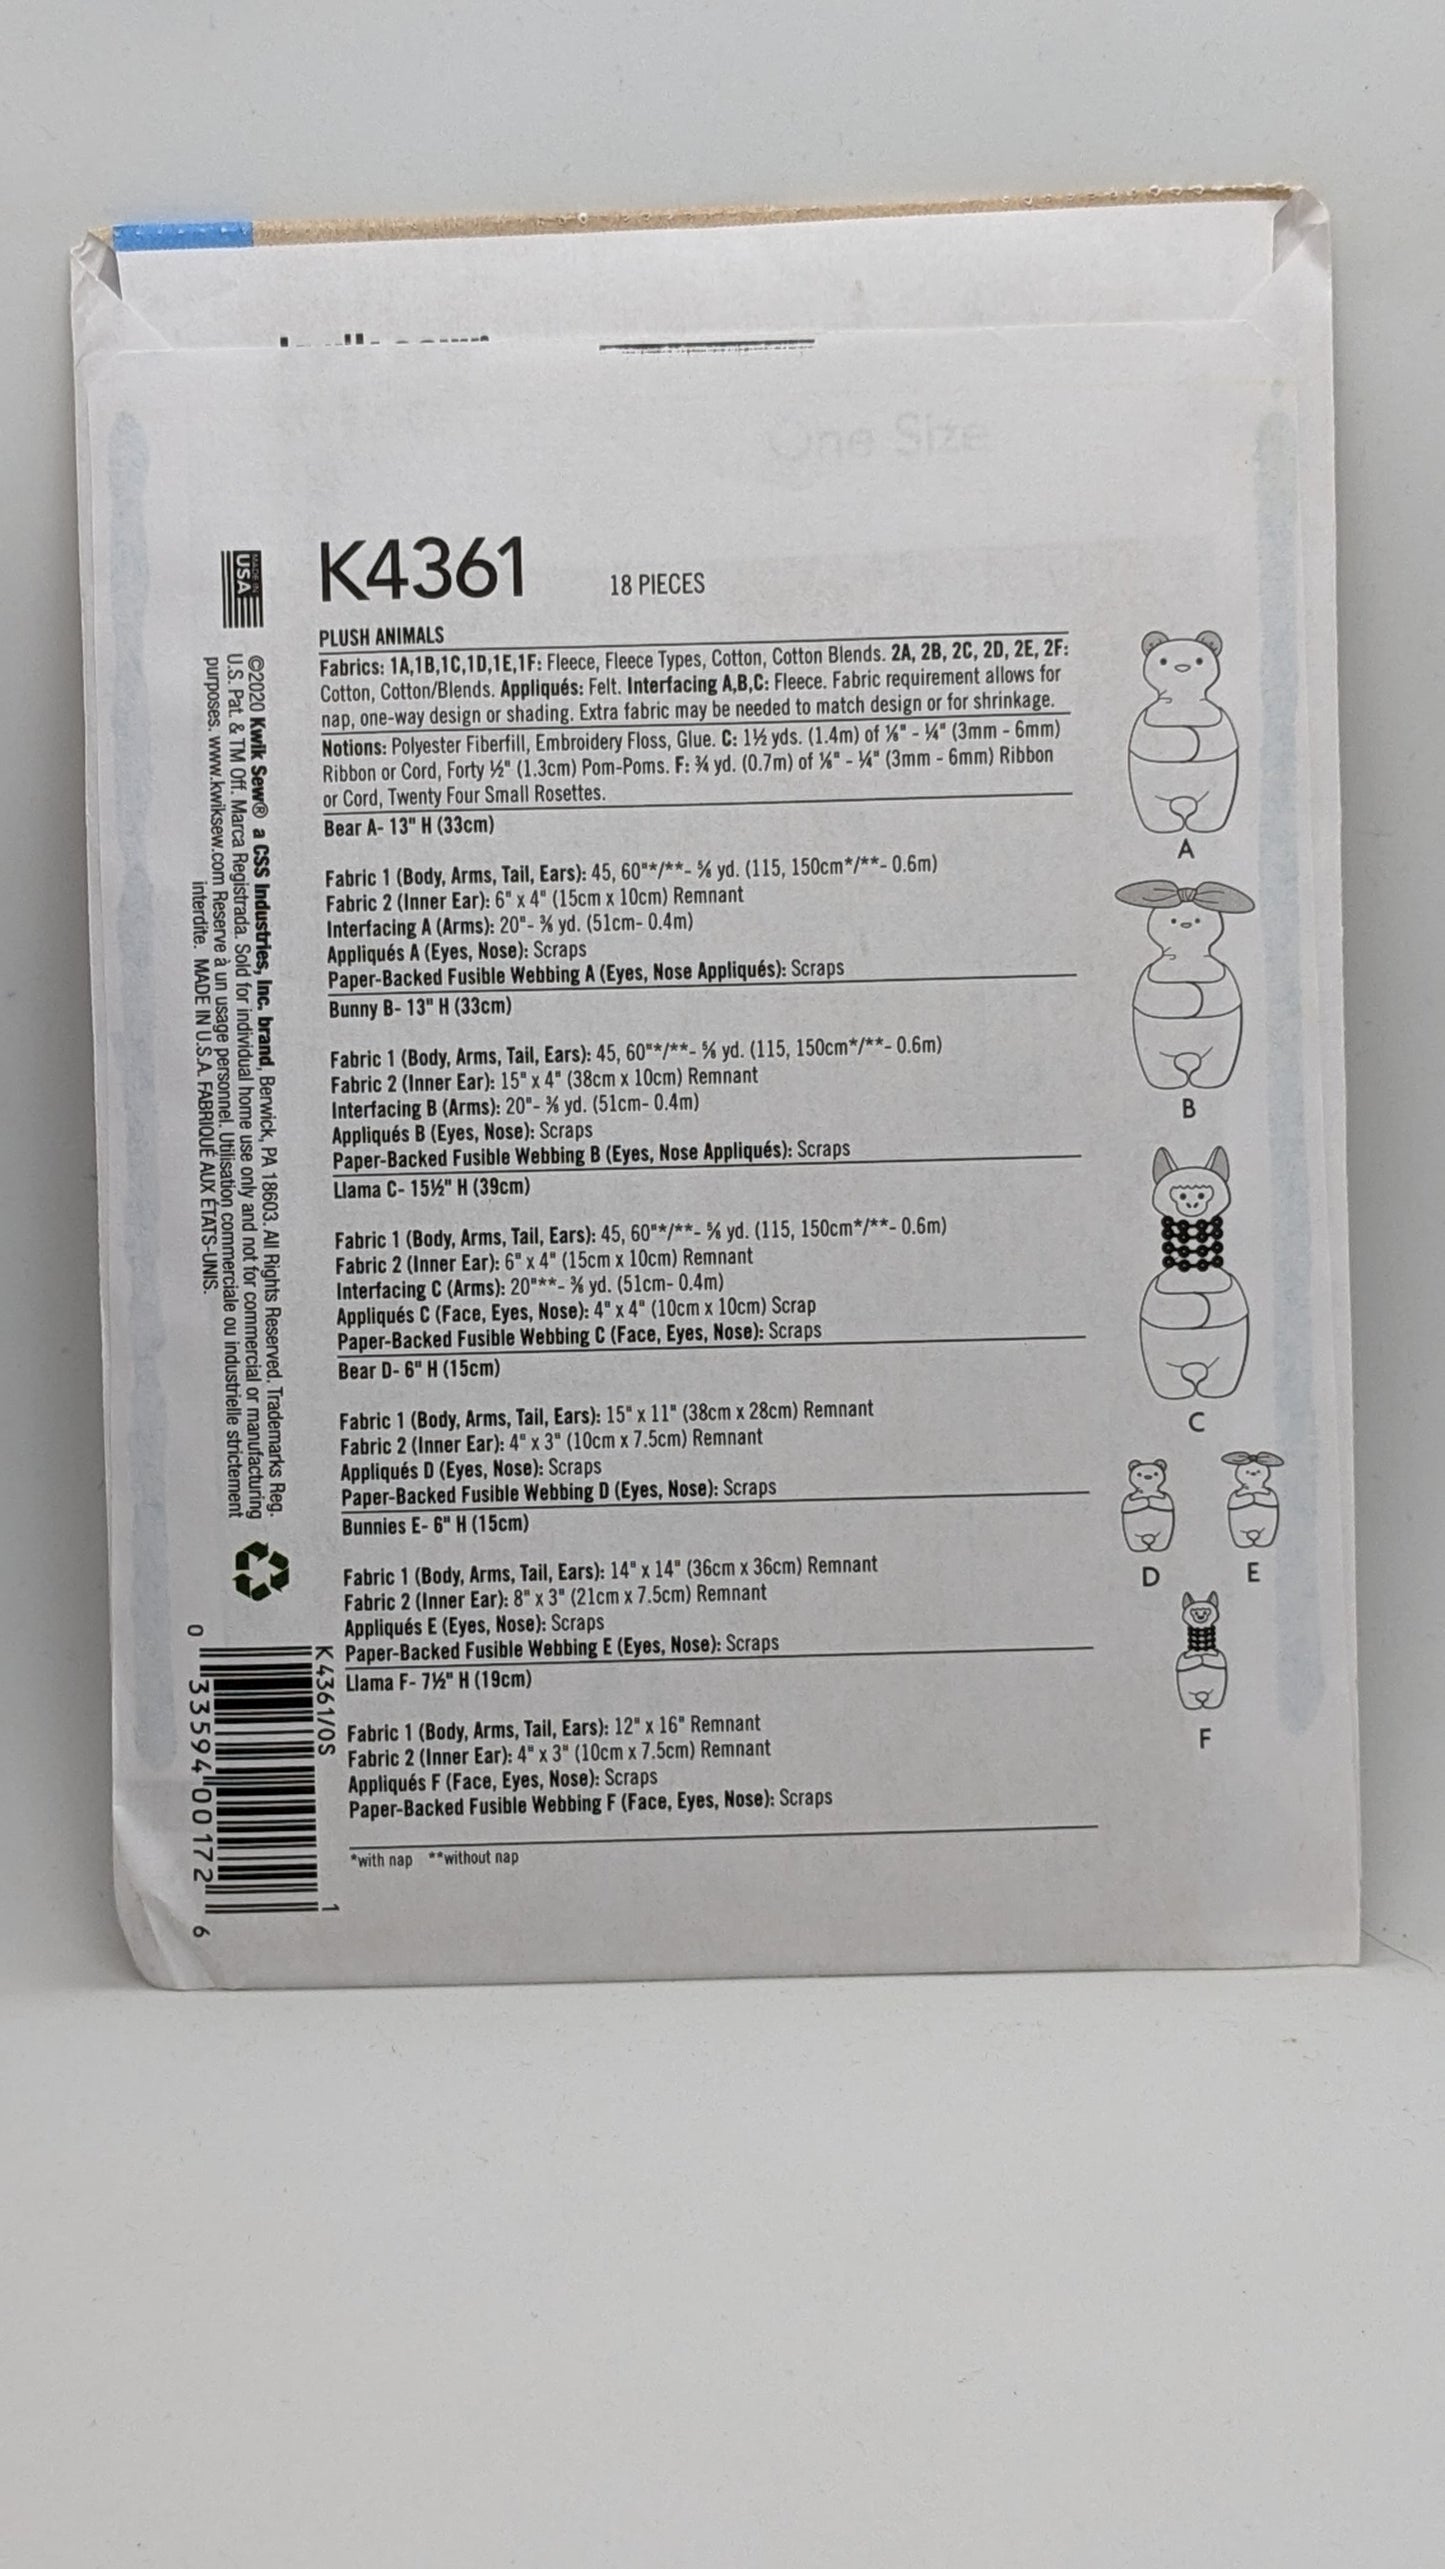 One Size
K4361
18 PIECES
PLUSH ANIMALS
Fabrics: 1A,1B,1C,1D,1E,1F: Fleece, Fleece Types, Cotton, Cotton Blends. 2A, 2B, 2C, 2D, 2E, 2F:
Cotton, Cotton/Blends. Appliqués: Felt. Interfacing A,B,C: Fleece. Fabric requirement allows for
nap, one-way design or shading. Extra fabric may be needed to match design or for shrinkage.
Notions: Polyester Fiberfill, Embroidery Floss, Glue. C: 1½ yds. (1.4m) of ⅛" - ¼" (3mm - 6mm)
Ribbon or Cord, Forty ½" (1.3cm) Pom-Poms. F: ¾ yd. (0.7m) of ⅛" - ¼" (3mm - 6mm) Ribbon
or Cord, Twenty Four Small Rosettes.
Bear A- 13" H (33cm)
Fabric 1 (Body, Arms, Tail, Ears): 45, 60"*/**- ⅝ yd. (115, 150cm*/**- 0.6m)
Fabric 2 (Inner Ear): 6" x 4" (15cm x 10cm) Remnant
Interfacing A (Arms): 20"- ⅜ yd. (51cm- 0.4m)
Appliqués A (Eyes, Nose): Scraps
Paper-Backed Fusible Webbing A (Eyes, Nose Appliqués): Scraps
Bunny B- 13" H (33cm)
Fabric 1 (Body, Arms, Tail, Ears): 45, 60"*/**- ⅝ yd. (115, 150cm*/**- 0.6m)
Fabric 2 (Inner Ear): 15" x 4" (38cm x 10cm) Remnant
Interfacing B (Arms): 20"- ⅜ yd. (51cm- 0.4m)
Appliqués B (Eyes, Nose): Scraps
Paper-Backed Fusible Webbing B (Eyes, Nose Appliqués): Scraps
Llama C- 15½" H (39cm)
Fabric 1 (Body, Arms, Tail, Ears): 45, 60"*/**- ⅝ yd. (115, 150cm*/**- 0.6m)
Fabric 2 (Inner Ear): 6" x 4" (15cm x 10cm) Remnant
Interfacing C (Arms): 20"**- ⅜ yd. (51cm- 0.4m)
Appliqués C (Face, Eyes, Nose): 4" x 4" (10cm x 10cm) Scrap
Paper-Backed Fusible Webbing C (Face, Eyes, Nose): Scraps
Bear D- 6" H (15cm)
Fabric 1 (Body, Arms, Tail, Ears): 15" x 11" (38cm x 28cm) Remnant
Fabric 2 (Inner Ear): 4" x 3" (10cm x 7.5cm) Remnant
Appliqués D (Eyes, Nose): Scraps
Paper-Backed Fusible Webbing D (Eyes, Nose): Scraps
Bunnies E- 6" H (15cm)
Fabric 1 (Body, Arms, Tail, Ears): 14" x 14" (36cm x 36cm) Remnant
Fabric 2 (Inner Ear): 8" x 3" (21cm x 7.5cm) Remnant
Appliqués E (Eyes, Nose): Scraps
Paper-Backed Fusible Webbing E (Eyes, Nose): Scraps
Llama F- 7½" H (19cm)
Fabric 1 (Body, Arms, Tail, Ears): 12" x 16" Remnant
Fabric 2 (Inner Ear): 4" x 3" (10cm x 7.5cm) Remnant
Appliqués F (Face, Eyes, Nose): Scraps
Paper-Backed Fusible Webbing F (Face, Eyes, Nose): Scraps
*with nap **without nap
A
B
C
D
E
F
MADE IN
USA
©2020 Kwik Sew® a CSS Industries, Inc. brand, Berwick, PA 18603. All Rights Reserved. Trademarks Reg.
U.S. Pat. & TM Off. Marca Registrada. Sold for individual home use only and not for commercial or manufacturing
purposes. www.kwiksew.com Reserve à un usage personnel. Utilisation commerciale ou industrielle strictement
interdite. MADE IN U.S.A. FABRIQUÉ AUX ÉTATS-UNIS.
K4361/OS
0 33594 00172 6
1